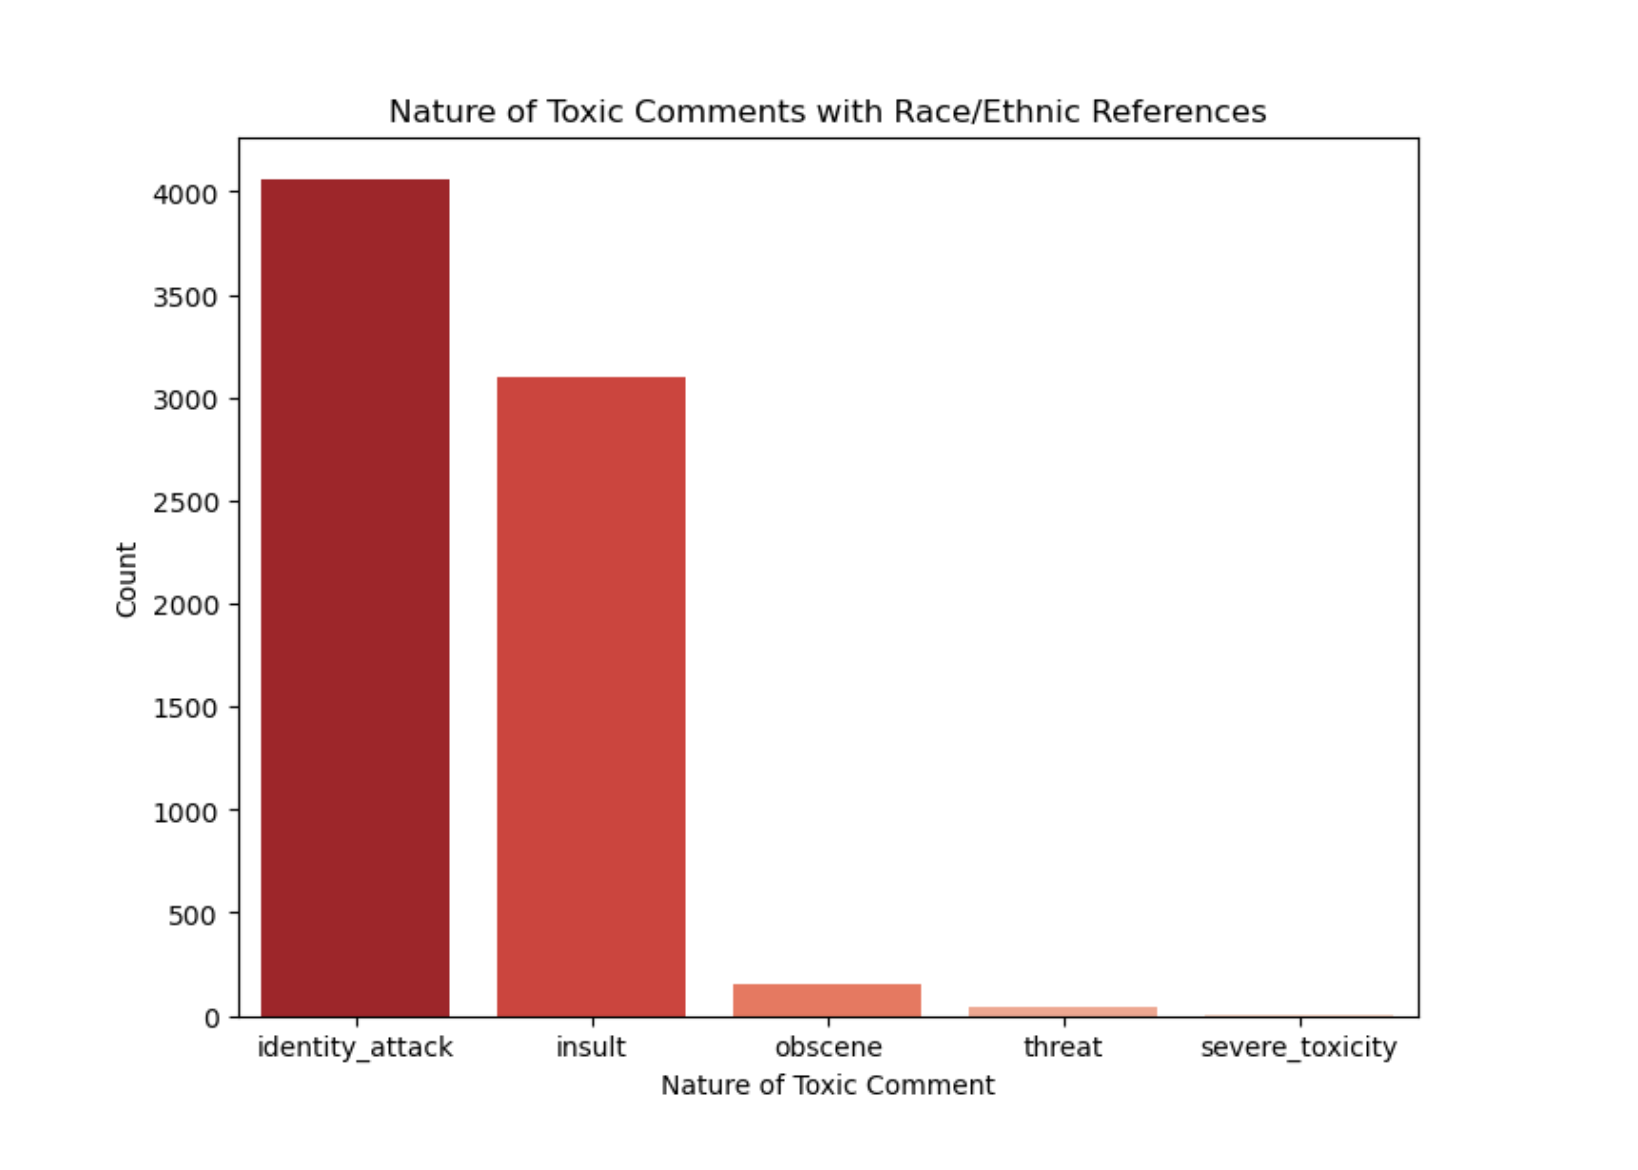 Nature of Toxic Comments with Race/Ethnic References
4000
3500
3000
2500
2000
1500
1000
500
0
Count
identity_attack
insult
obscene
threat
severe_toxicity
Nature of Toxic Comment